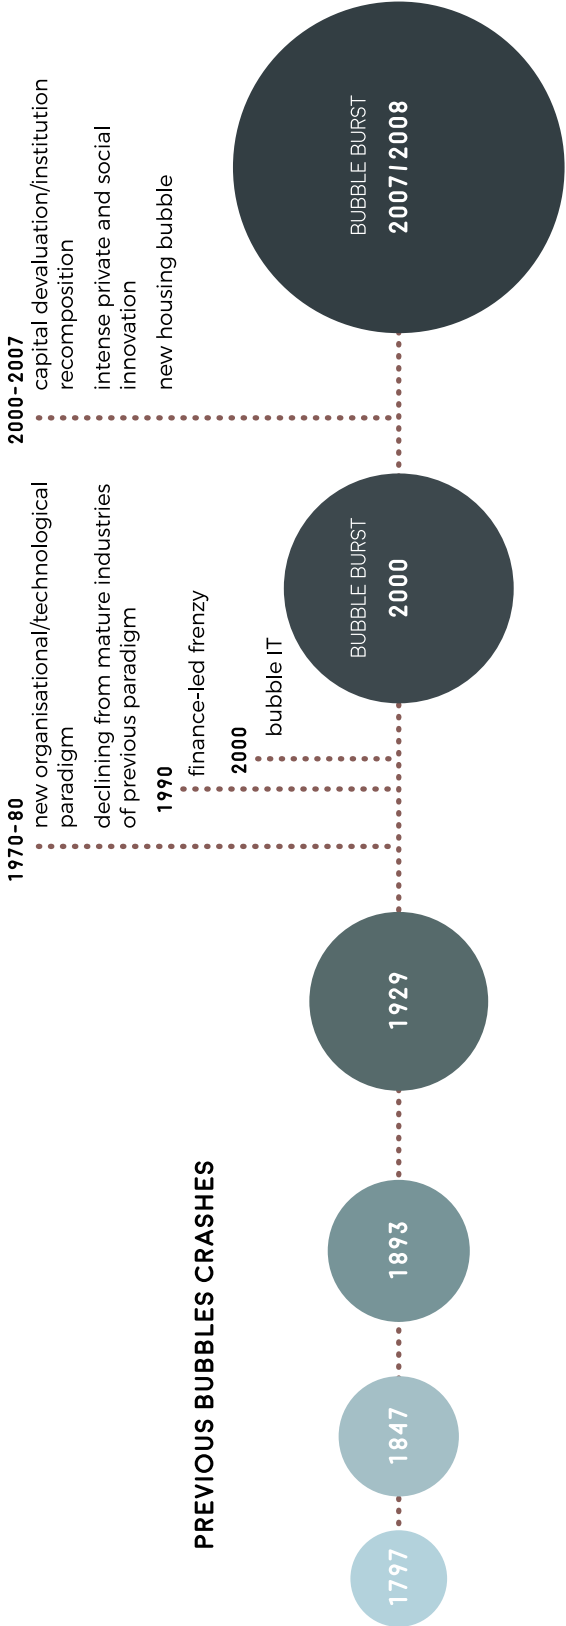 PREVIOUS BUBBLES CRASHES
1797
1847
1893
1929
1970-80
new organisational/technological
paradigm
declining from mature industries
of previous paradigm
1990
finance-led frenzy
2000
bubble IT
BUBBLE BURST
2000
2000-2007
capital devaluation/institution
recomposition
intense private and social
innovation
new housing bubble
BUBBLE BURST
2007/2008